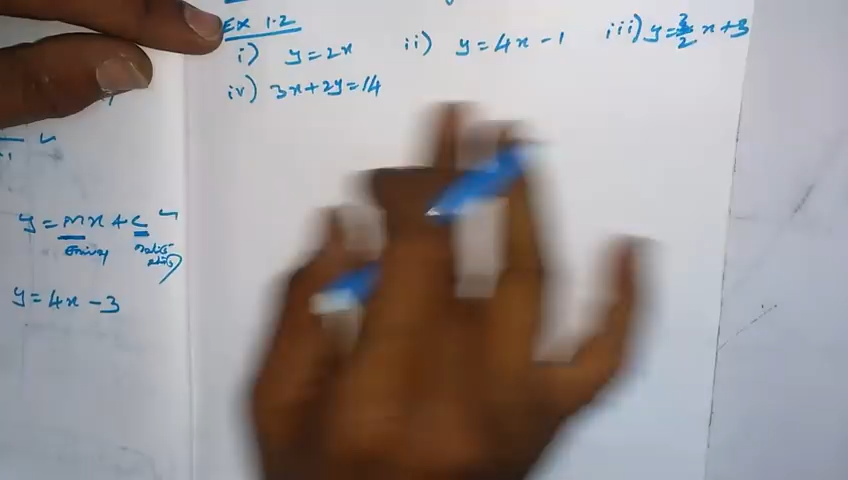 Ex 1.2
i) y=2x ii) y=4x-1 iii) y=3/2 x+3
iv) 3x+2y=14
y=mx+c
y=4x-3